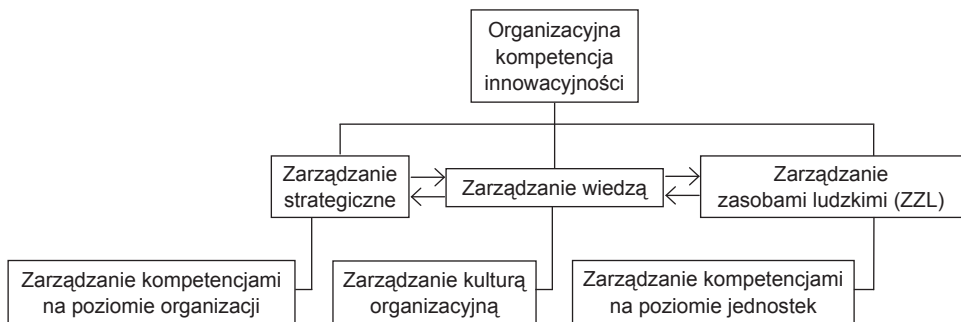 Organizacyjna
kompetencja
innowacyjności
Zarządzanie
strategiczne
Zarządzanie wiedzą
Zarządzanie
zasobami ludzkimi (ZZL)
Zarządzanie kompetencjami
na poziomie organizacji
Zarządzanie kulturą
organizacyjną
Zarządzanie kompetencjami
na poziomie jednostek